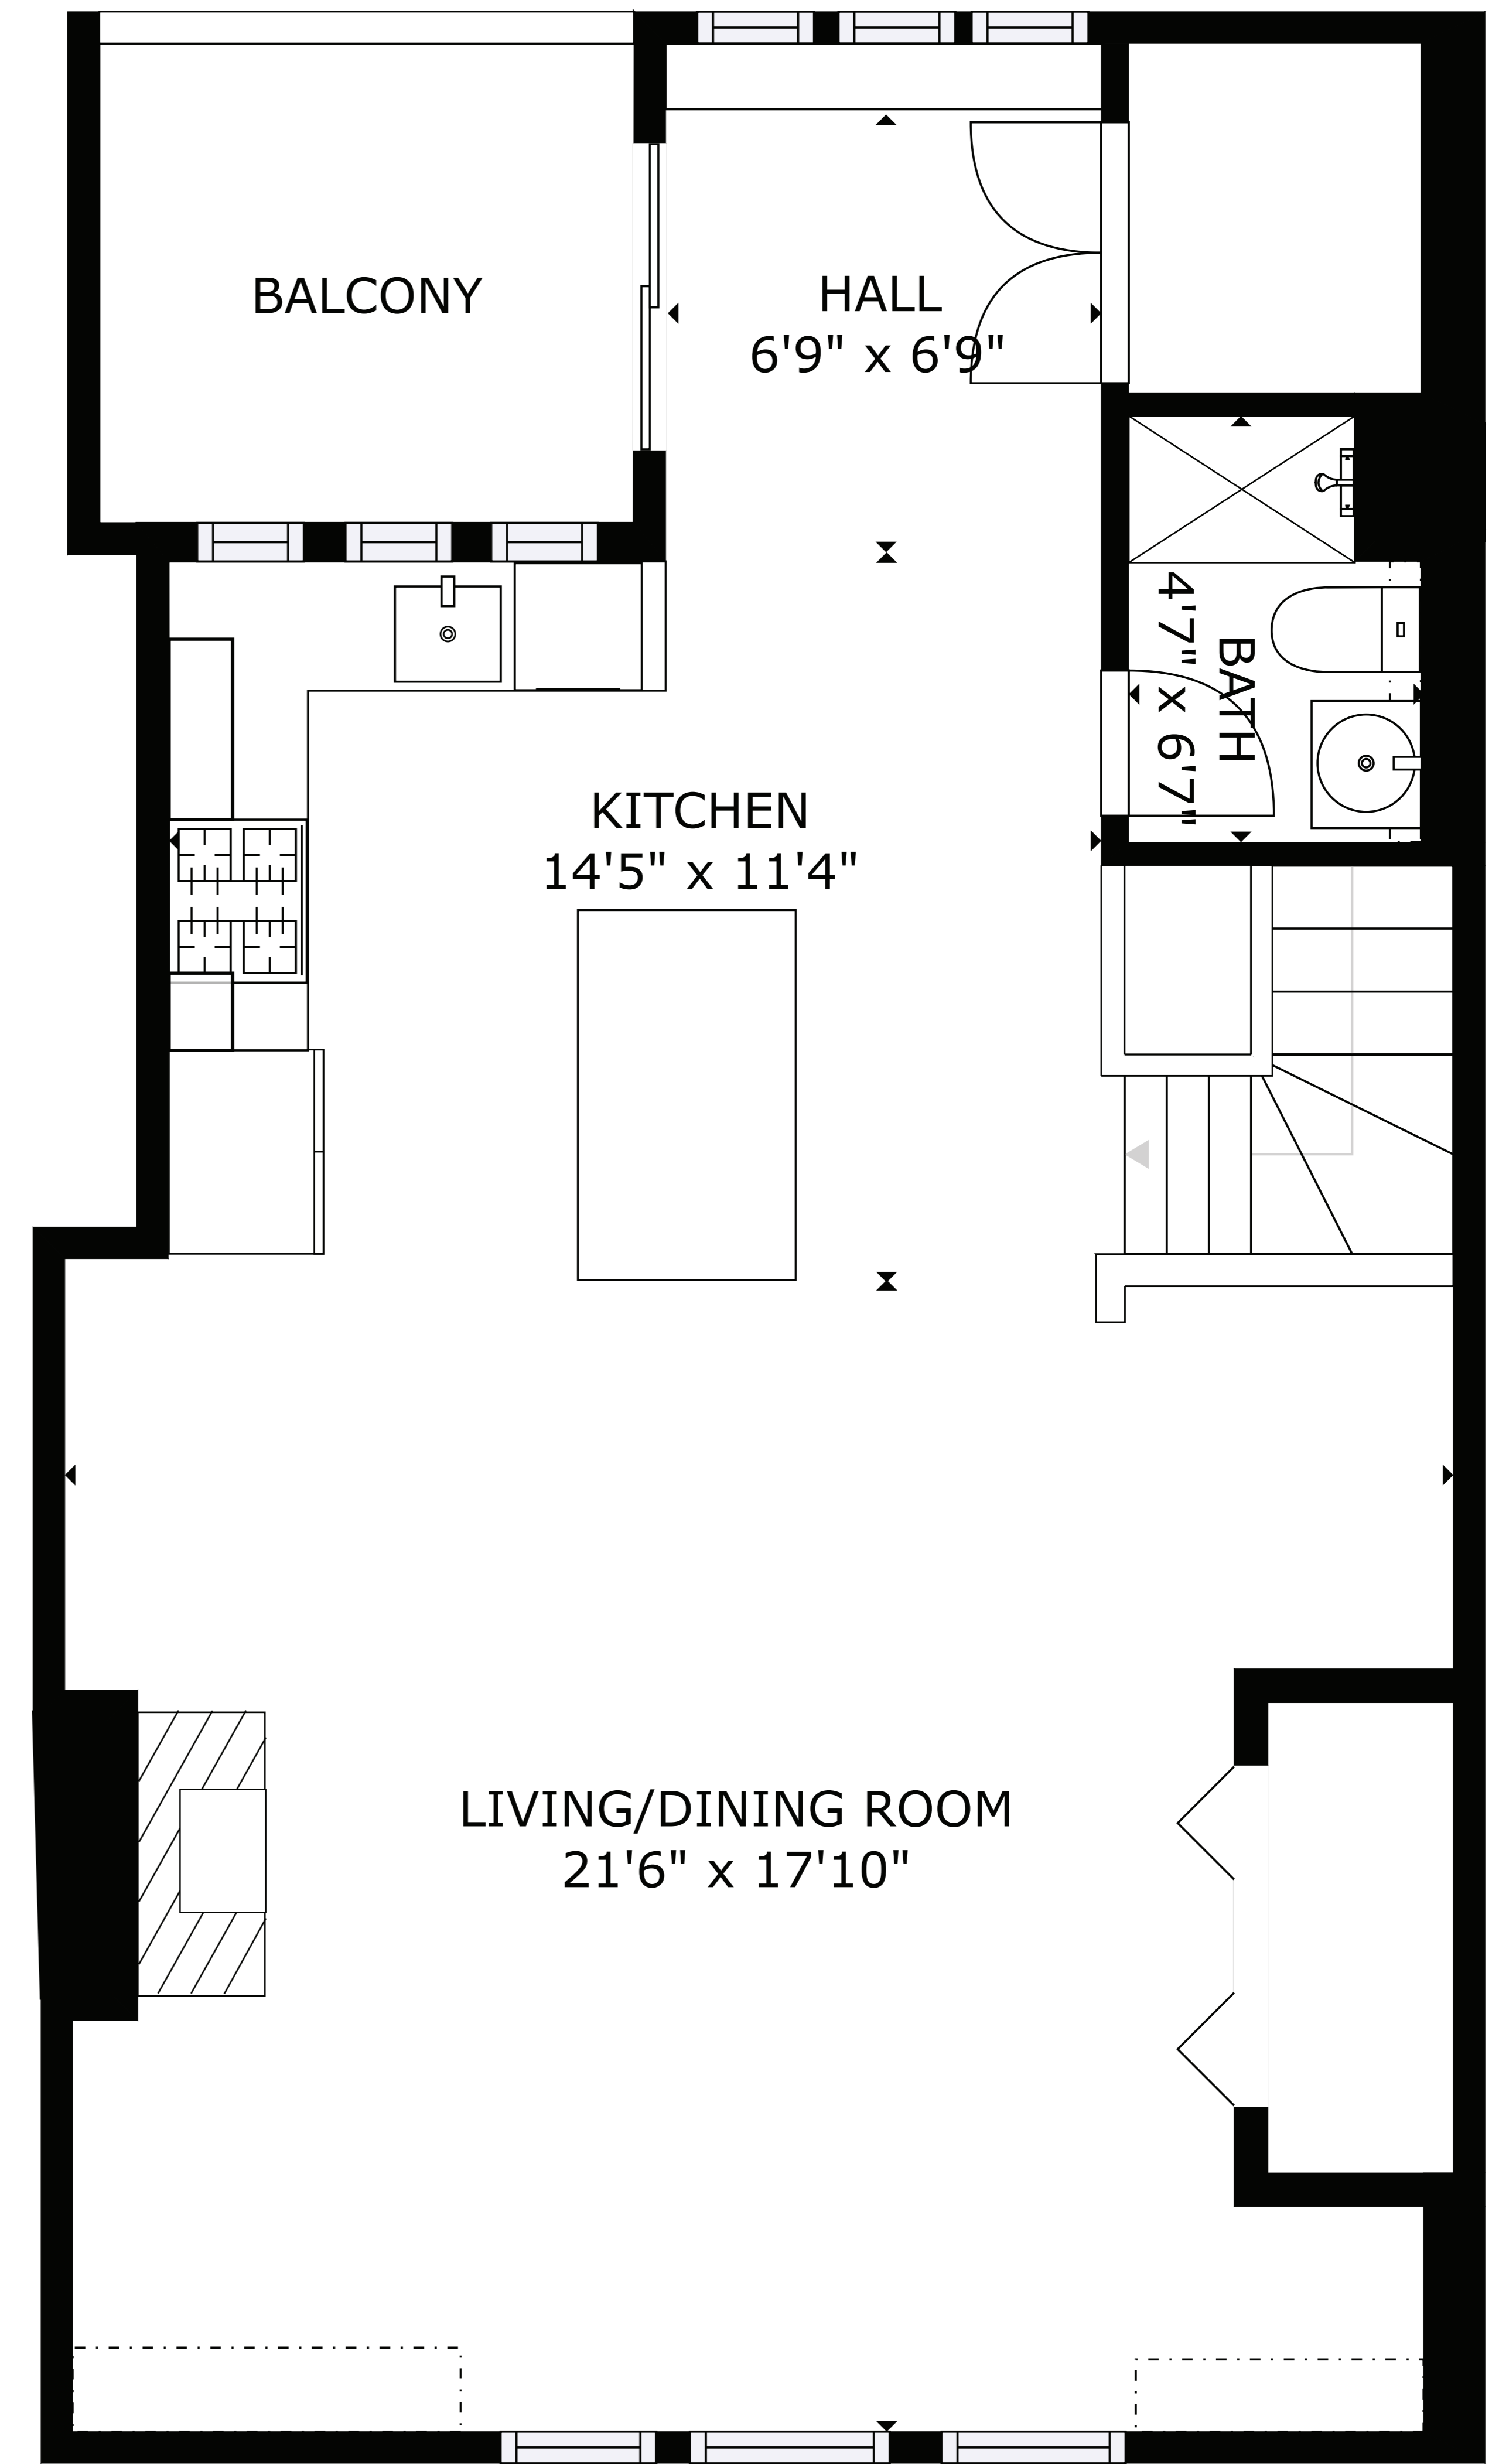 BALCONY
HALL
6'9" x 6'9"
BATH
4'7" x 6'7"
KITCHEN
14'5" x 11'4"
LIVING/DINING ROOM
21'6" x 17'10"